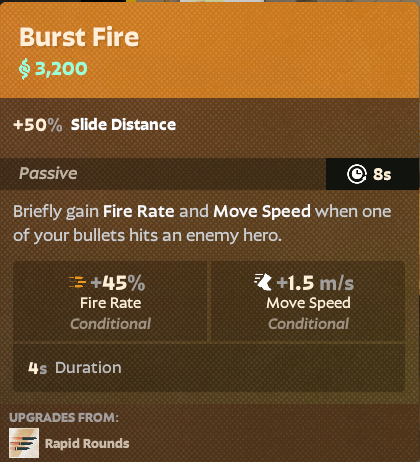 Burst Fire
3,200
+50% Slide Distance
Passive 8s
Briefly gain Fire Rate and Move Speed when one
of your bullets hits an enemy hero.
+45% +1.5 m/s
Fire Rate Move Speed
Conditional Conditional
4s Duration
UPGRADES FROM:
Rapid Rounds